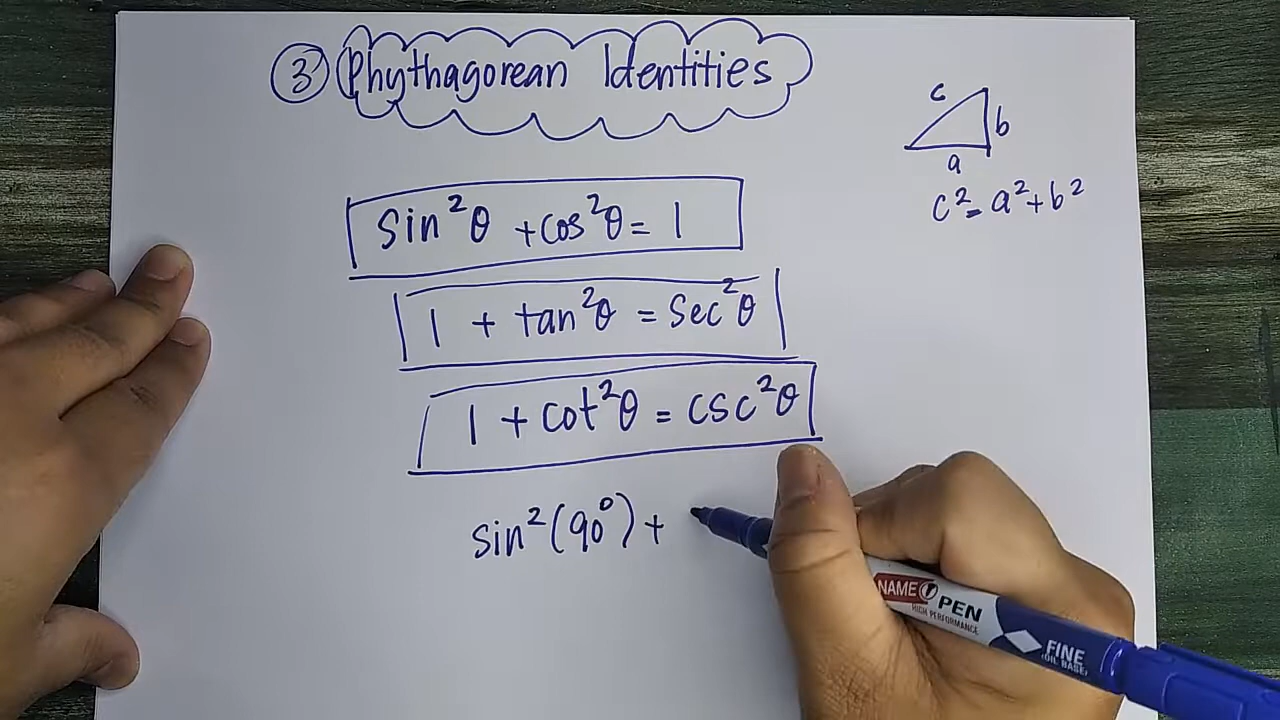 ③ Phythagorean Identities
c
b
a
c² = a² + b²
sin²θ + cos²θ = 1
1 + tan²θ = sec²θ
1 + cot²θ = csc²θ
sin²(90°) +
NAME PEN
HIGH PERFORMANCE
FINE
(OIL BASE)